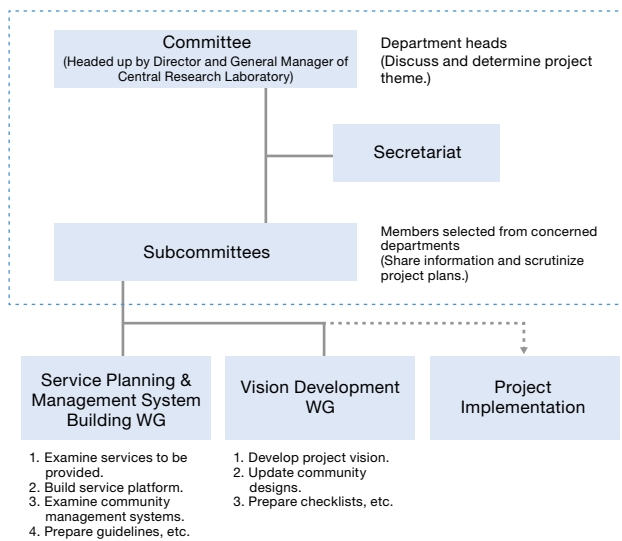 Committee
(Headed up by Director and General Manager of
Central Research Laboratory)
Department heads
(Discuss and determine project
theme.)
Secretariat
Subcommittees
Members selected from concerned
departments
(Share information and scrutinize
project plans.)
Service Planning &
Management System
Building WG
1. Examine services to be
provided.
2. Build service platform.
3. Examine community
management systems.
4. Prepare guidelines, etc.
Vision Development
WG
1. Develop project vision.
2. Update community
designs.
3. Prepare checklists, etc.
Project
Implementation